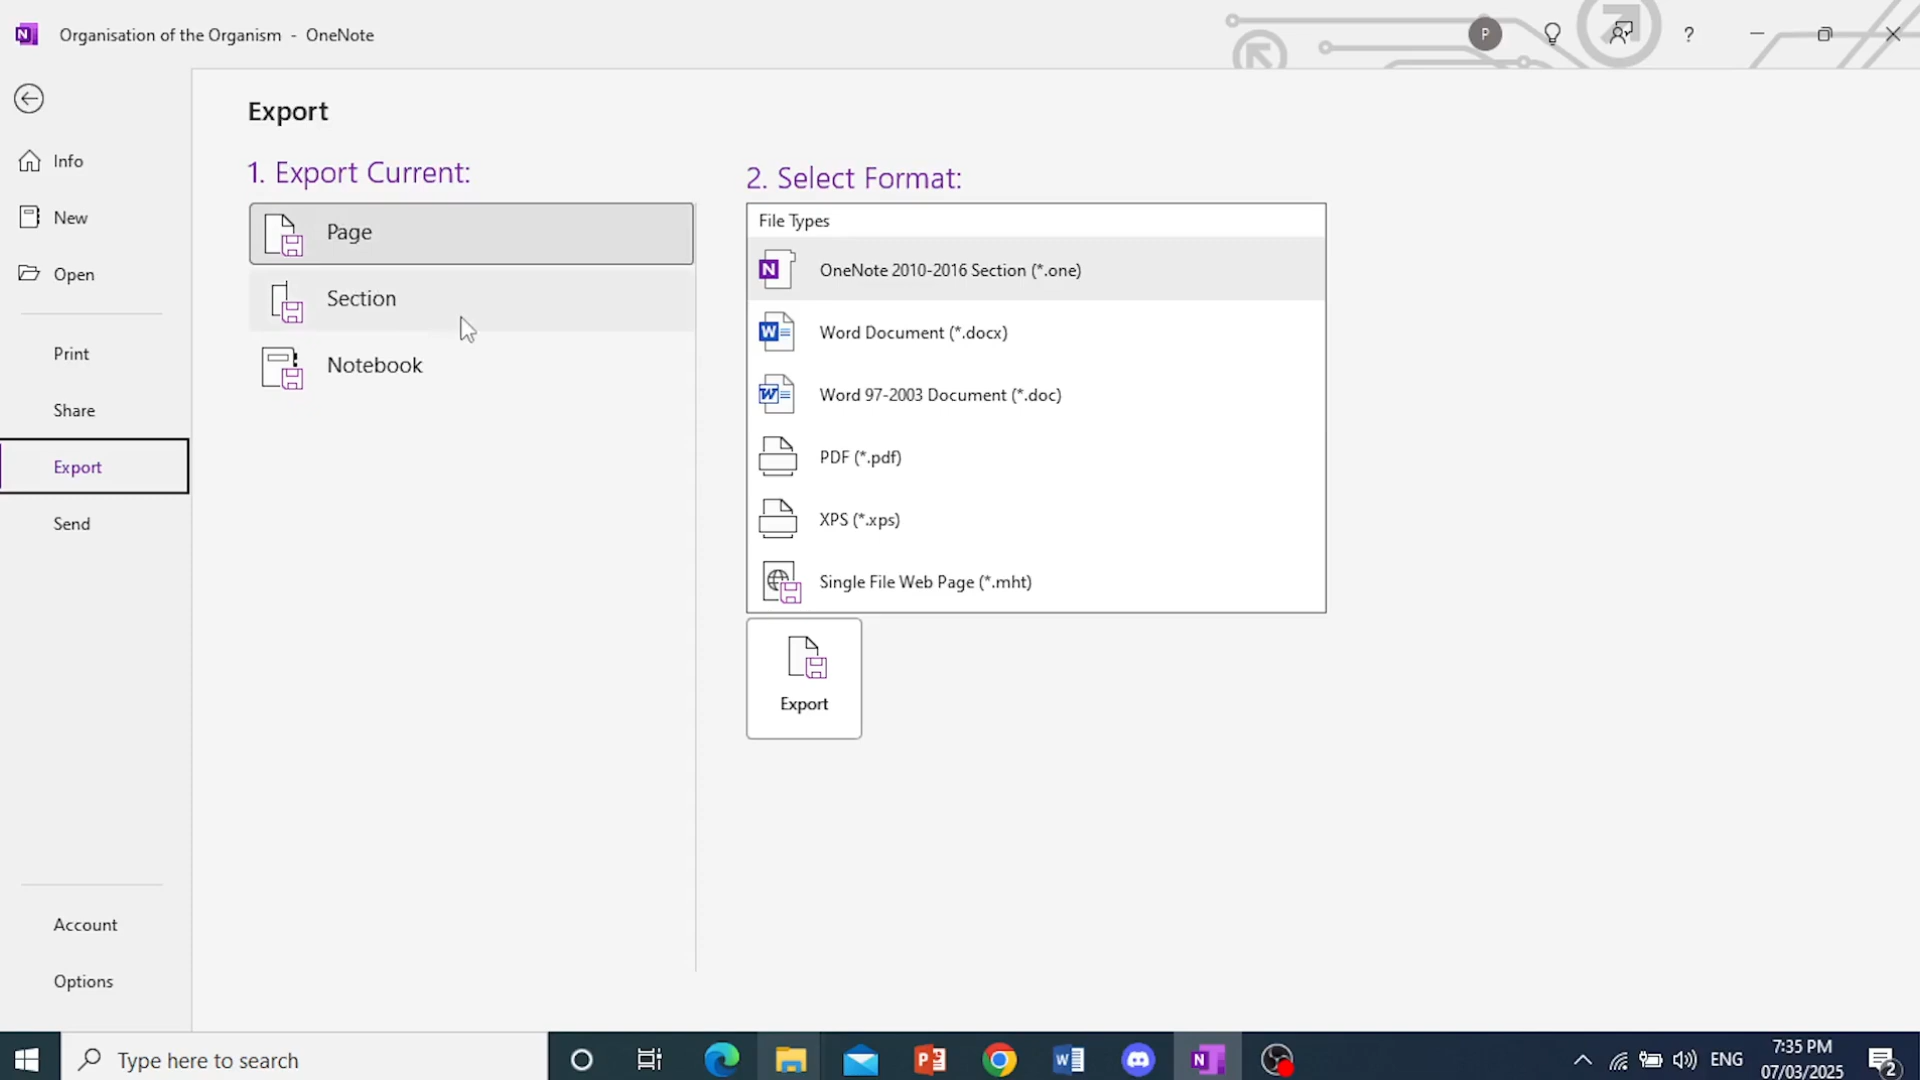 Organisation of the Organism - OneNote
P
?
Info
New
Open
Print
Share
Export
Send
Account
Options
Export
1. Export Current:
Page
Section
Notebook
2. Select Format:
File Types
OneNote 2010-2016 Section (*.one)
Word Document (*.docx)
Word 97-2003 Document (*.doc)
PDF (*.pdf)
XPS (*.xps)
Single File Web Page (*.mht)
Export
Type here to search
ENG
7:35 PM
07/03/2025
2